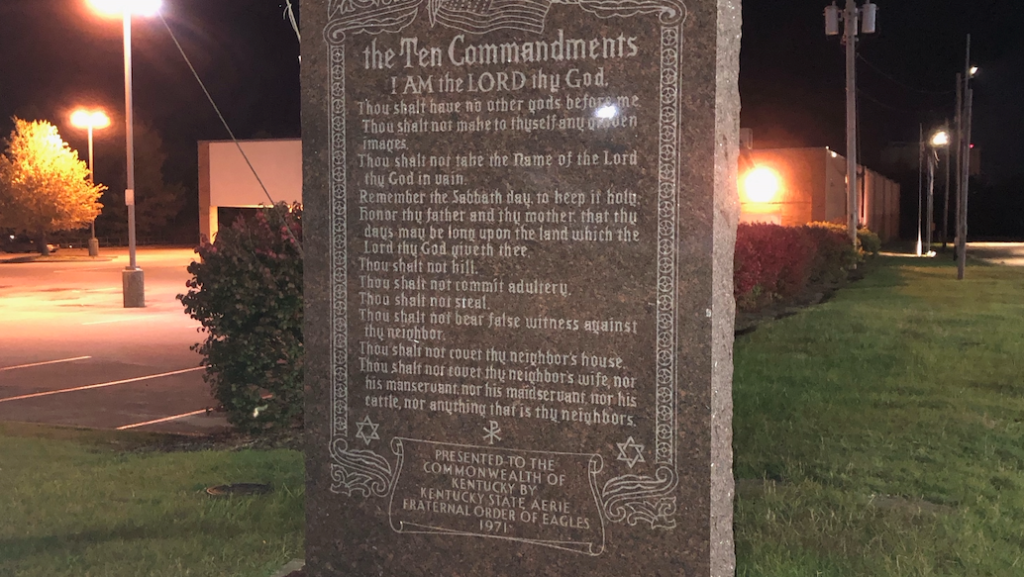 the Ten Commandments
I AM the LORD thy God.
Thou shalt have no other gods before me
Thou shalt not make to thyself any graven
images.
Thou shalt not take the Name of the Lord
thy God in vain.
Remember the Sabbath day, to keep it holy.
Honor thy father and thy mother, that thy
days may be long upon the land which the
Lord thy God giveth thee.
Thou shalt not kill.
Thou shalt not commit adultery.
Thou shalt not steal.
Thou shalt not bear false witness against
thy neighbor.
Thou shalt not covet thy neighbor's house.
Thou shalt not covet thy neighbor's wife, nor
his manservant, nor his maidservant, nor his
cattle, nor anything that is thy neighbors.
PRESENTED TO THE
COMMONWEALTH OF
KENTUCKY BY
KENTUCKY STATE AERIE
FRATERNAL ORDER OF EAGLES
1971